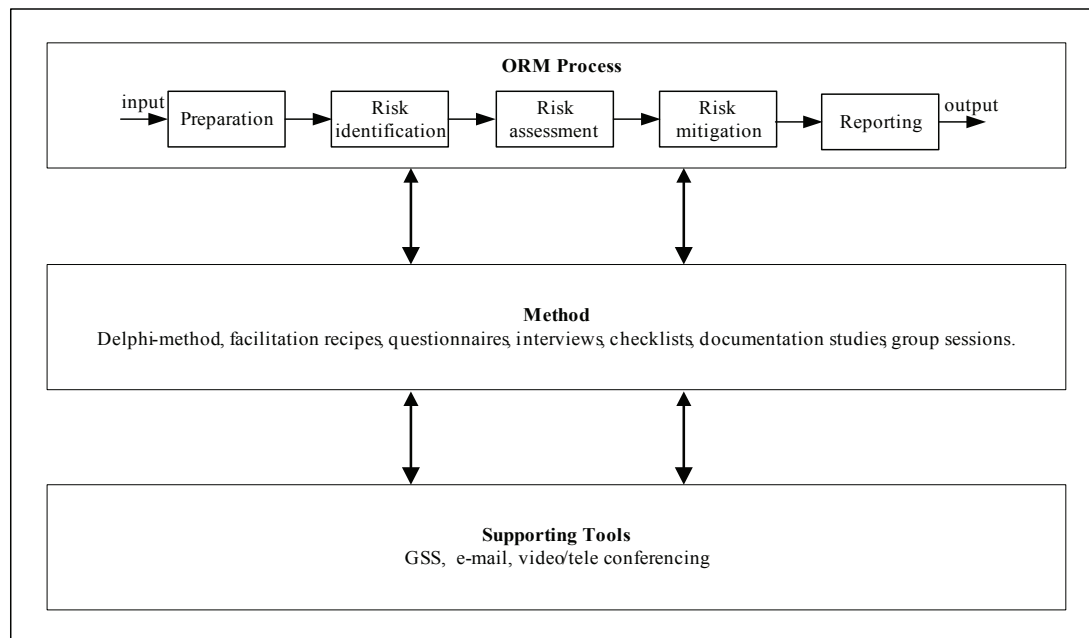 ORM Process
input
Preparation
Risk
identification
Risk
assessment
Risk
mitigation
Reporting
output
Method
Delphi-method, facilitation recipes, questionnaires, interviews, checklists, documentation studies, group sessions.
Supporting Tools
GSS, e-mail, video/tele conferencing